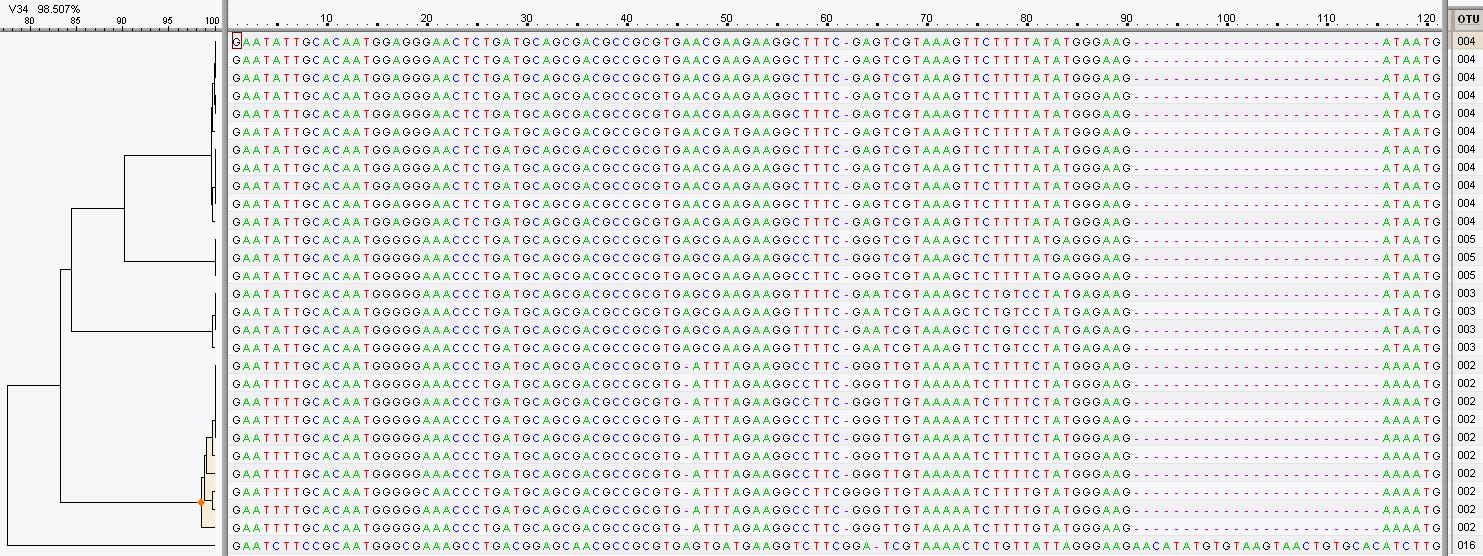 V34 98.507%
80 85 90 95 100 10 20 30 40 50 60 70 80 90 100 110 120 OTU
GAATATTGCACAATGGAGGGAACTCTGATGCAGCGACGCCGCGTGAACGAAGAAGGCTTTC-GAGTCGTAAAGTTCTTTTATATGGGAAG-------------------------ATAATG 004
GAATATTGCACAATGGAGGGAACTCTGATGCAGCGACGCCGCGTGAACGAAGAAGGCTTTC-GAGTCGTAAAGTTCTTTTATATGGGAAG-------------------------ATAATG 004
GAATATTGCACAATGGAGGGAACTCTGATGCAGCGACGCCGCGTGAACGAAGAAGGCTTTC-GAGTCGTAAAGTTCTTTTATATGGGAAG-------------------------ATAATG 004
GAATATTGCACAATGGAGGGAACTCTGATGCAGCGACGCCGCGTGAACGAAGAAGGCTTTC-GAGTCGTAAAGTTCTTTTATATGGGAAG-------------------------ATAATG 004
GAATATTGCACAATGGAGGGAACTCTGATGCAGCGACGCCGCGTGAACGAAGAAGGCTTTC-GAGTCGTAAAGTTCTTTTATATGGGAAG-------------------------ATAATG 004
GAATATTGCACAATGGAGGGAACTCTGATGCAGCGACGCCGCGTGAACGATGAAGGCTTTC-GAGTCGTAAAGTTCTTTTATATGGGAAG-------------------------ATAATG 004
GAATATTGCACAATGGAGGGAACTCTGATGCAGCGACGCCGCGTGAACGAAGAAGGCTTTC-GAGTCGTAAAGTTCTTTTATATGGGAAG-------------------------ATAATG 004
GAATATTGCACAATGGAGGGAACTCTGATGCAGCGACGCCGCGTGAACGAAGAAGGCTTTC-GAGTCGTAAAGTTCTTTTATATGGGAAG-------------------------ATAATG 004
GAATATTGCACAATGGAGGGAACTCTGATGCAGCGACGCCGCGTGAACGAAGAAGGCTTTC-GAGTCGTAAAGTTCTTTTATATGGGAAG-------------------------ATAATG 004
GAATATTGCACAATGGAGGGAACTCTGATGCAGCGACGCCGCGTGAACGAAGAAGGCTTTC-GAGTCGTAAAGTTCTTTTATATGGGAAG-------------------------ATAATG 004
GAATATTGCACAATGGAGGGAACTCTGATGCAGCGACGCCGCGTGAACGAAGAAGGCTTTC-GAGTCGTAAAGTTCTTTTATATGGGAAG-------------------------ATAATG 004
GAATATTGCACAATGGGGGAAACCCTGATGCAGCGACGCCGCGTGAGCGAAGAAGGCCTTC-GGGTCGTAAAGCTCTTTTATGAGGGAAG-------------------------ATAATG 005
GAATATTGCACAATGGGGGAAACCCTGATGCAGCGACGCCGCGTGAGCGAAGAAGGCCTTC-GGGTCGTAAAGCTCTTTTATGAGGGAAG-------------------------ATAATG 005
GAATATTGCACAATGGGGGAAACCCTGATGCAGCGACGCCGCGTGAGCGAAGAAGGCCTTC-GGGTCGTAAAGCTCTTTTATGAGGGAAG-------------------------ATAATG 005
GAATATTGCACAATGGGGGAAACCCTGATGCAGCGACGCCGCGTGAGCGAAGAAGGTTTTC-GAATCGTAAAGCTCTGTCCTATGAGAAG-------------------------ATAATG 003
GAATATTGCACAATGGGGGAAACCCTGATGCAGCGACGCCGCGTGAGCGAAGAAGGTTTTC-GAATCGTAAAGCTCTGTCCTATGAGAAG-------------------------ATAATG 003
GAATATTGCACAATGGGGGAAACCCTGATGCAGCGACGCCGCGTGAGCGAAGAAGGTTTTC-GAATCGTAAAGCTCTGTCCTATGAGAAG-------------------------ATAATG 003
GAATATTGCACAATGGGGGAAACCCTGATGCAGCGACGCCGCGTGAGCGAAGAAGGTTTTC-GAATCGTAAAGTTCTGTCCTATGAGAAG-------------------------ATAATG 003
GAATTTTGCACAATGGGGGAAACCCTGATGCAGCGACGCCGCGTG-ATTTAGAAGGCCTTC-GGGTTGTAAAAATCTTTTCTATGGGAAG-------------------------AAAATG 002
GAATTTTGCACAATGGGGGAAACCCTGATGCAGCGACGCCGCGTG-ATTTAGAAGGCCTTC-GGGTTGTAAAAATCTTTTCTATGGGAAG-------------------------AAAATG 002
GAATTTTGCACAATGGGGGAAACCCTGATGCAGCGACGCCGCGTG-ATTTAGAAGGCCTTC-GGGTTGTAAAAATCTTTTCTATGGGAAG-------------------------AAAATG 002
GAATTTTGCACAATGGGGGAAACCCTGATGCAGCGACGCCGCGTG-ATTTAGAAGGCCTTC-GGGTTGTAAAAATCTTTTCTATGGGAAG-------------------------AAAATG 002
GAATTTTGCACAATGGGGGAAACCCTGATGCAGCGACGCCGCGTG-ATTTAGAAGGCCTTC-GGGTTGTAAAAATCTTTTCTATGGGAAG-------------------------AAAATG 002
GAATTTTGCACAATGGGGGAAACCCTGATGCAGCGACGCCGCGTG-ATTTAGAAGGCCTTC-GGGTTGTAAAAATCTTTTCTATGGGAAG-------------------------AAAATG 002
GAATTTTGCACAATGGGGGAAACCCTGATGCAGCGACGCCGCGTG-ATTTAGAAGGCCTTC-GGGTTGTAAAAATCTTTTCTATGGGAAG-------------------------AAAATG 002
GAATTTTGCACAATGGGGGCAACCCTGATGCAGCGACGCCGCGTG-ATTTAGAAGGCCTTCGGGGTTGTAAAAATCTTTTGTATGGGAAG-------------------------AAAATG 002
GAATTTTGCACAATGGGGGAAACCCTGATGCAGCGACGCCGCGTG-ATTTAGAAGGCCTTC-GGGTTGTAAAAATCTTTTGTATGGGAAG-------------------------AAAATG 002
GAATTTTGCACAATGGGGGAAACCCTGATGCAGCGACGCCGCGTG-ATTTAGAAGGCCTTC-GGGTTGTAAAAATCTTTTGTATGGGAAG-------------------------AAAATG 002
GAATCTTCCGCAATGGGCGAAAGCCTGACGGAGCAACGCCGCGTGAGTGATGAAGGTCTTCGGA-TCGTAAAACTCTGTTATTAGGGAAGAACATATGTGTAAGTAACTGTGCACATCTTG 016